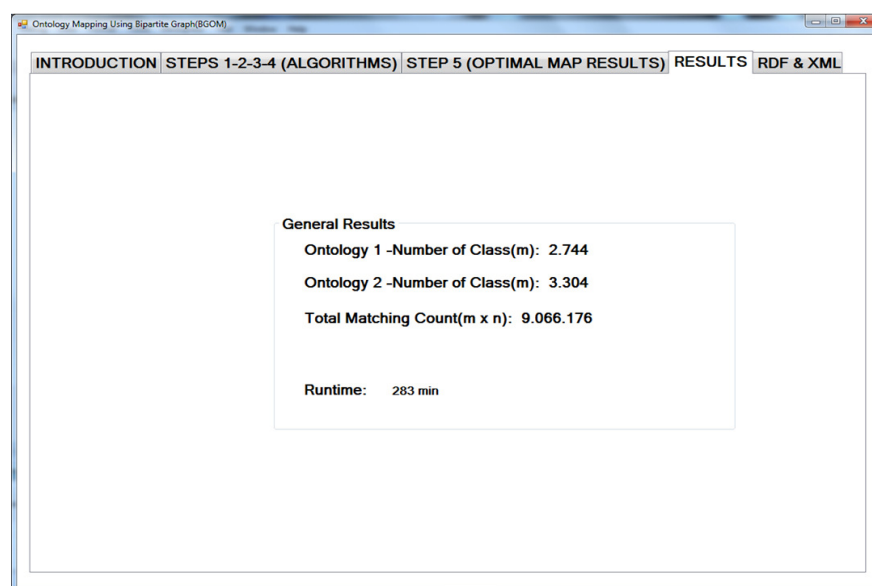 Ontology Mapping Using Bipartite Graph(BGOM)
INTRODUCTION STEPS 1-2-3-4 (ALGORITHMS) STEP 5 (OPTIMAL MAP RESULTS) RESULTS RDF & XML
General Results
Ontology 1 -Number of Class(m): 2.744
Ontology 2 -Number of Class(m): 3.304
Total Matching Count(m x n): 9.066.176
Runtime: 283 min